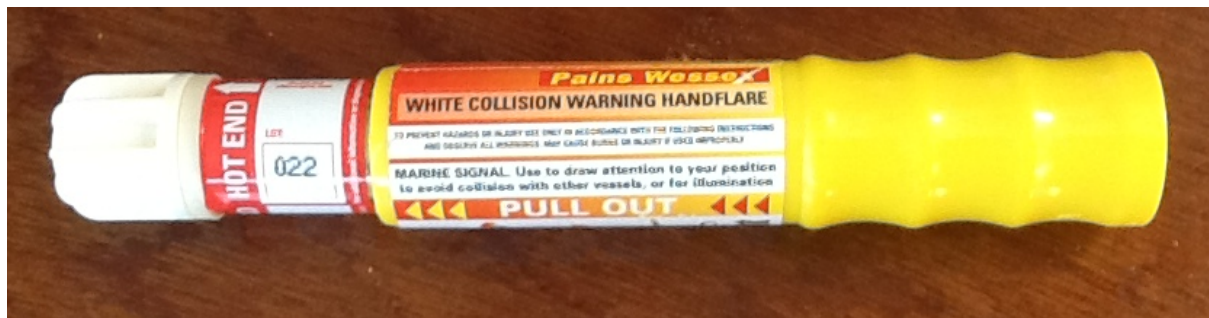 Pains Wessex
WHITE COLLISION WARNING HANDFLARE
TO PREVENT HAZARDS OR INJURY USE ONLY IN ACCORDANCE WITH THE FOLLOWING INSTRUCTIONS
AND OBSERVE ALL WARNINGS. MAY CAUSE BURNS OR INJURY IF USED IMPROPERLY
MARINE SIGNAL. Use to draw attention to your position
to avoid collision with other vessels, or for illumination
PULL OUT
HOT END
LOT
022